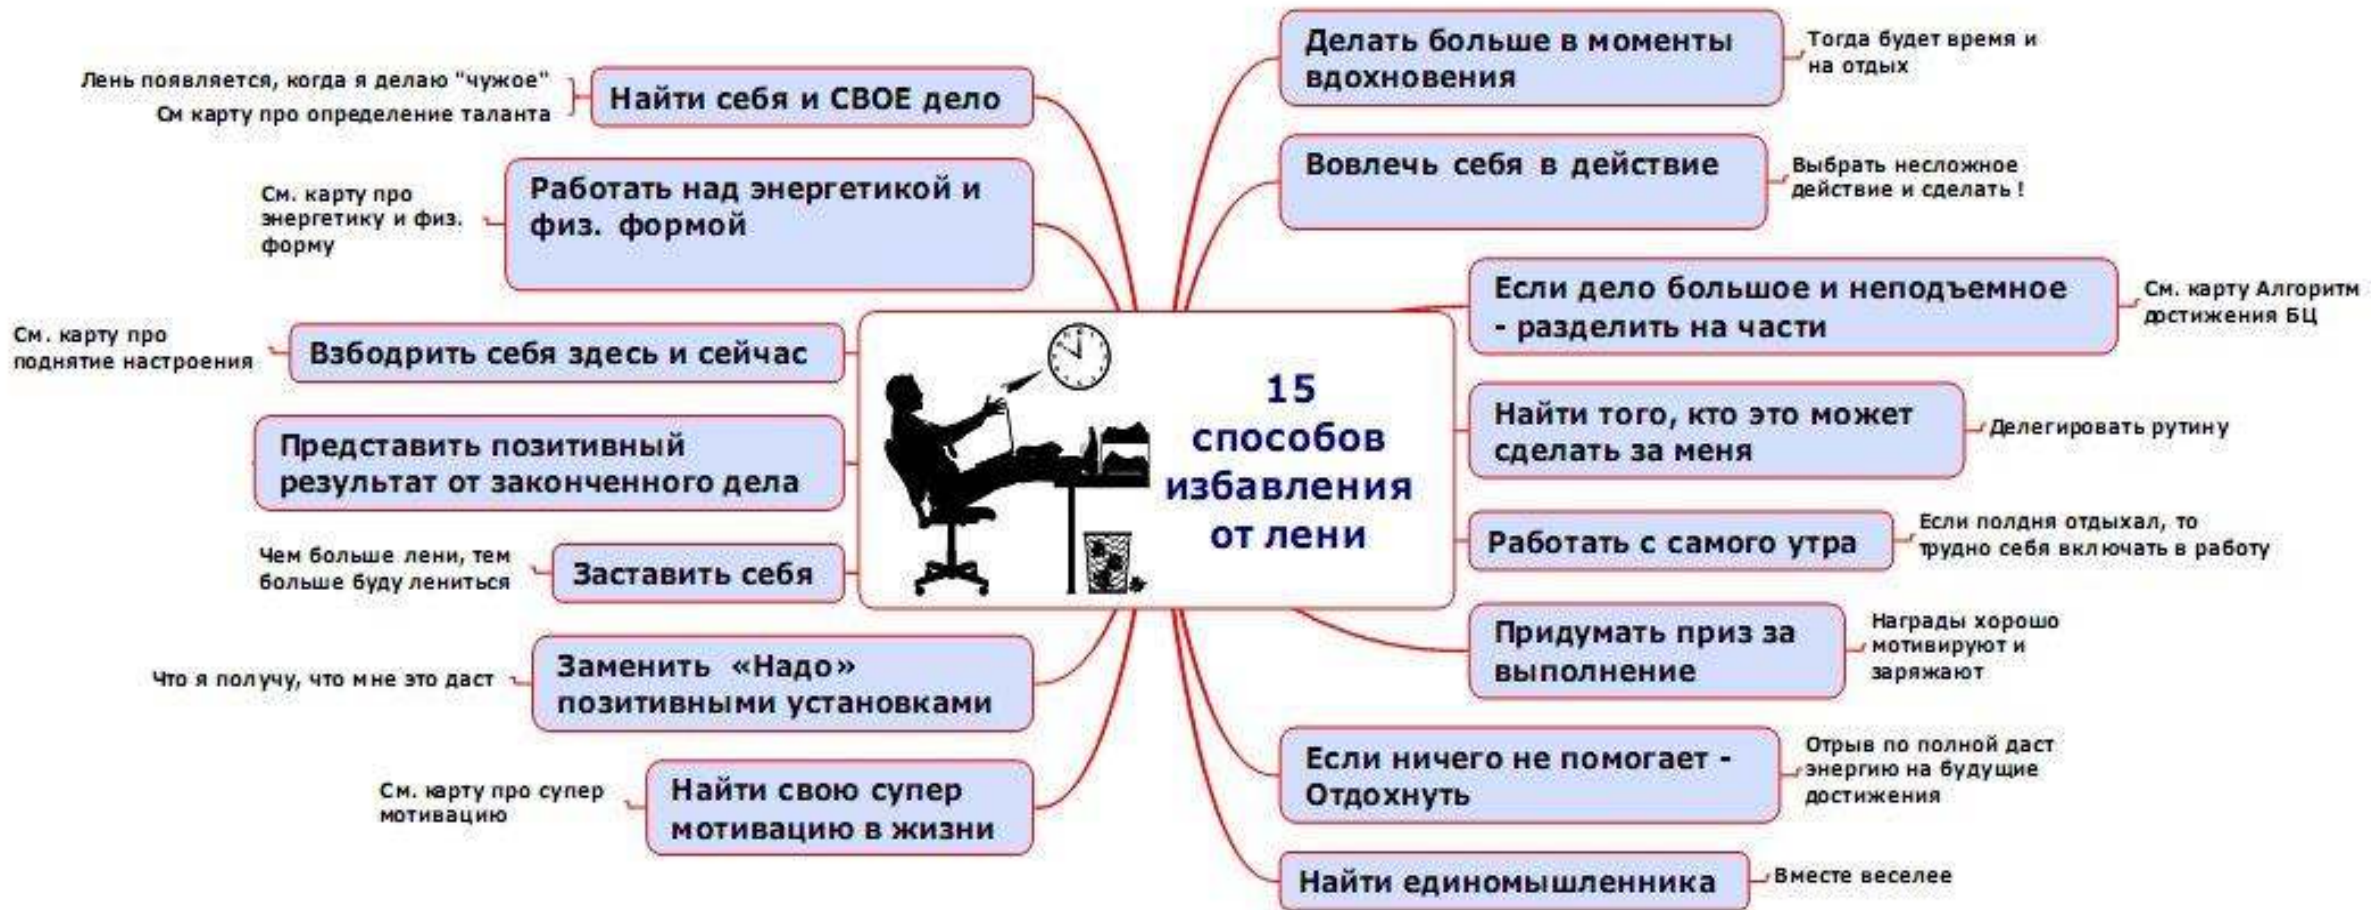 15
способов
избавления
от лени
Делать больше в моменты
вдохновения
Тогда будет время и
на отдых
Вовлечь себя в действие
Выбрать несложное
действие и сделать !
Если дело большое и неподъемное
- разделить на части
См. карту Алгоритм
достижения БЦ
Найти того, кто это может
сделать за меня
Делегировать рутину
Работать с самого утра
Если полдня отдыхал, то
трудно себя включать в работу
Придумать приз за
выполнение
Награды хорошо
мотивируют и
заряжают
Если ничего не помогает -
Отдохнуть
Отрыв по полной даст
энергию на будущие
достижения
Найти единомышленника
Вместе веселее
Найти себя и СВОЕ дело
Лень появляется, когда я делаю "чужое"
См карту про определение таланта
Работать над энергетикой и
физ. формой
См. карту про
энергетику и физ.
форму
Взбодрить себя здесь и сейчас
См. карту про
поднятие настроения
Представить позитивный
результат от законченного дела
Заставить себя
Чем больше лени, тем
больше буду лениться
Заменить «Надо»
позитивными установками
Что я получу, что мне это даст
Найти свою супер
мотивацию в жизни
См. карту про супер
мотивацию